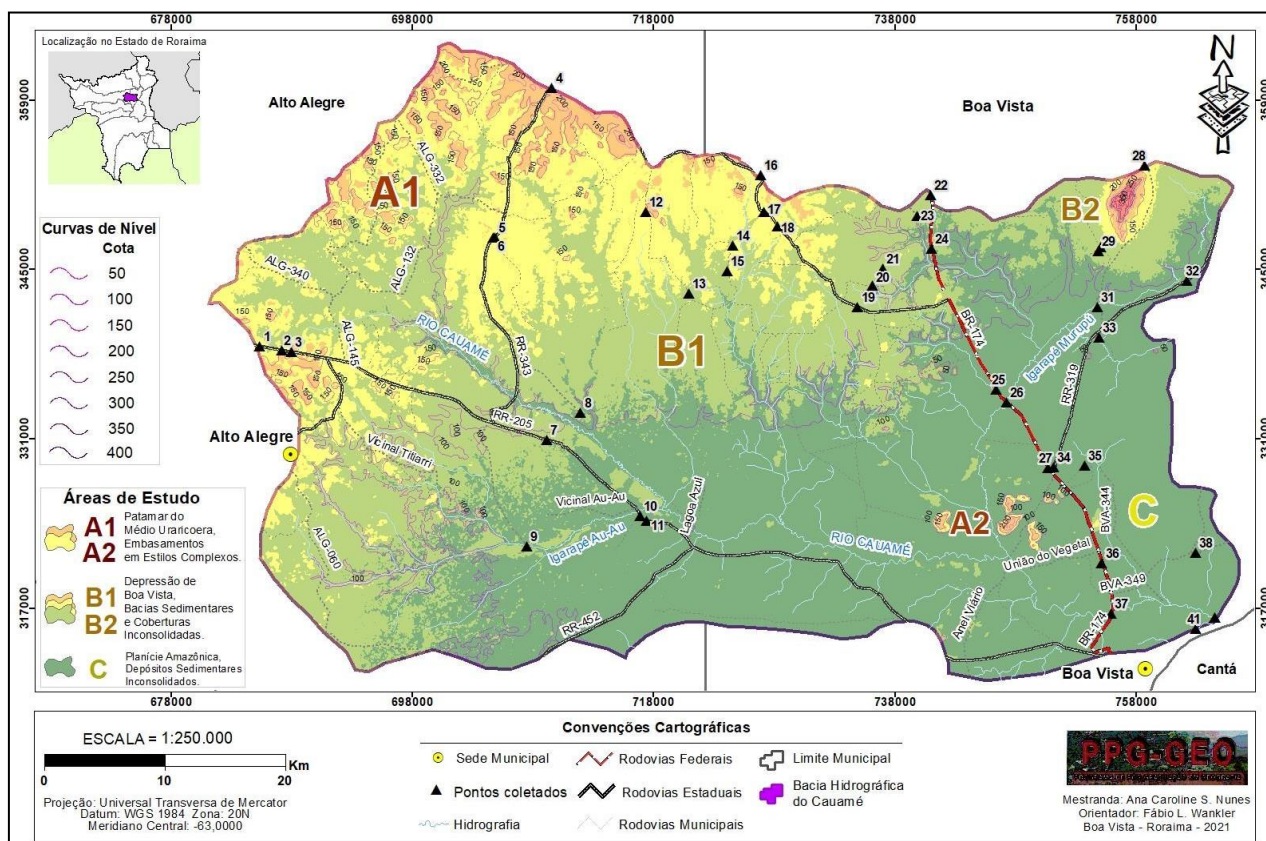 678000
698000
718000
738000
758000
Localização no Estado de Roraima
Alto Alegre
Boa Vista
N
359000
359000
345000
345000
331000
331000
317000
317000
A1
B1
B2
A2
C
1
2
3
4
5
6
7
8
9
10
11
12
13
14
15
16
17
18
19
20
21
22
23
24
25
26
27
28
29
31
32
33
34
35
36
37
38
41
ALG-332
ALG-132
ALG-340
ALG-145
ALG-060
RR-343
RR-205
RR-452
RR-319
BR-174
BR-174
BVA-344
BVA-349
RIO CAUAMÉ
RIO CAUAMÉ
Igarapé Murupú
Igarapé Au-Au
Vicinal Au-Au
Lagoa Azul
União do Vegetal
Anel Viário
Alto Alegre
Boa Vista
Cantá
Curvas de Nível
Cota
50
100
150
200
250
300
350
400
Áreas de Estudo
A1
A2
Patamar do
Médio Uraricoera,
Embasamentos
em Estilos Complexos.
B1
B2
Depressão de
Boa Vista,
Bacias Sedimentares
e Coberturas
Inconsolidadas.
C
Planície Amazônica,
Depósitos Sedimentares
Inconsolidados.
678000
698000
718000
738000
758000
ESCALA = 1:250.000
0
10
20
Km
Projeção: Universal Transversa de Mercator
Datum: WGS 1984 Zona: 20N
Meridiano Central: -63,0000
Convenções Cartográficas
Sede Municipal
Rodovias Federais
Limite Municipal
Pontos coletados
Rodovias Estaduais
Bacia Hidrográfica
do Cauamé
Hidrografia
Rodovias Municipais
PPG-GEO
Mestranda: Ana Caroline S. Nunes
Orientador: Fábio L. Wankler
Boa Vista - Roraima - 2021